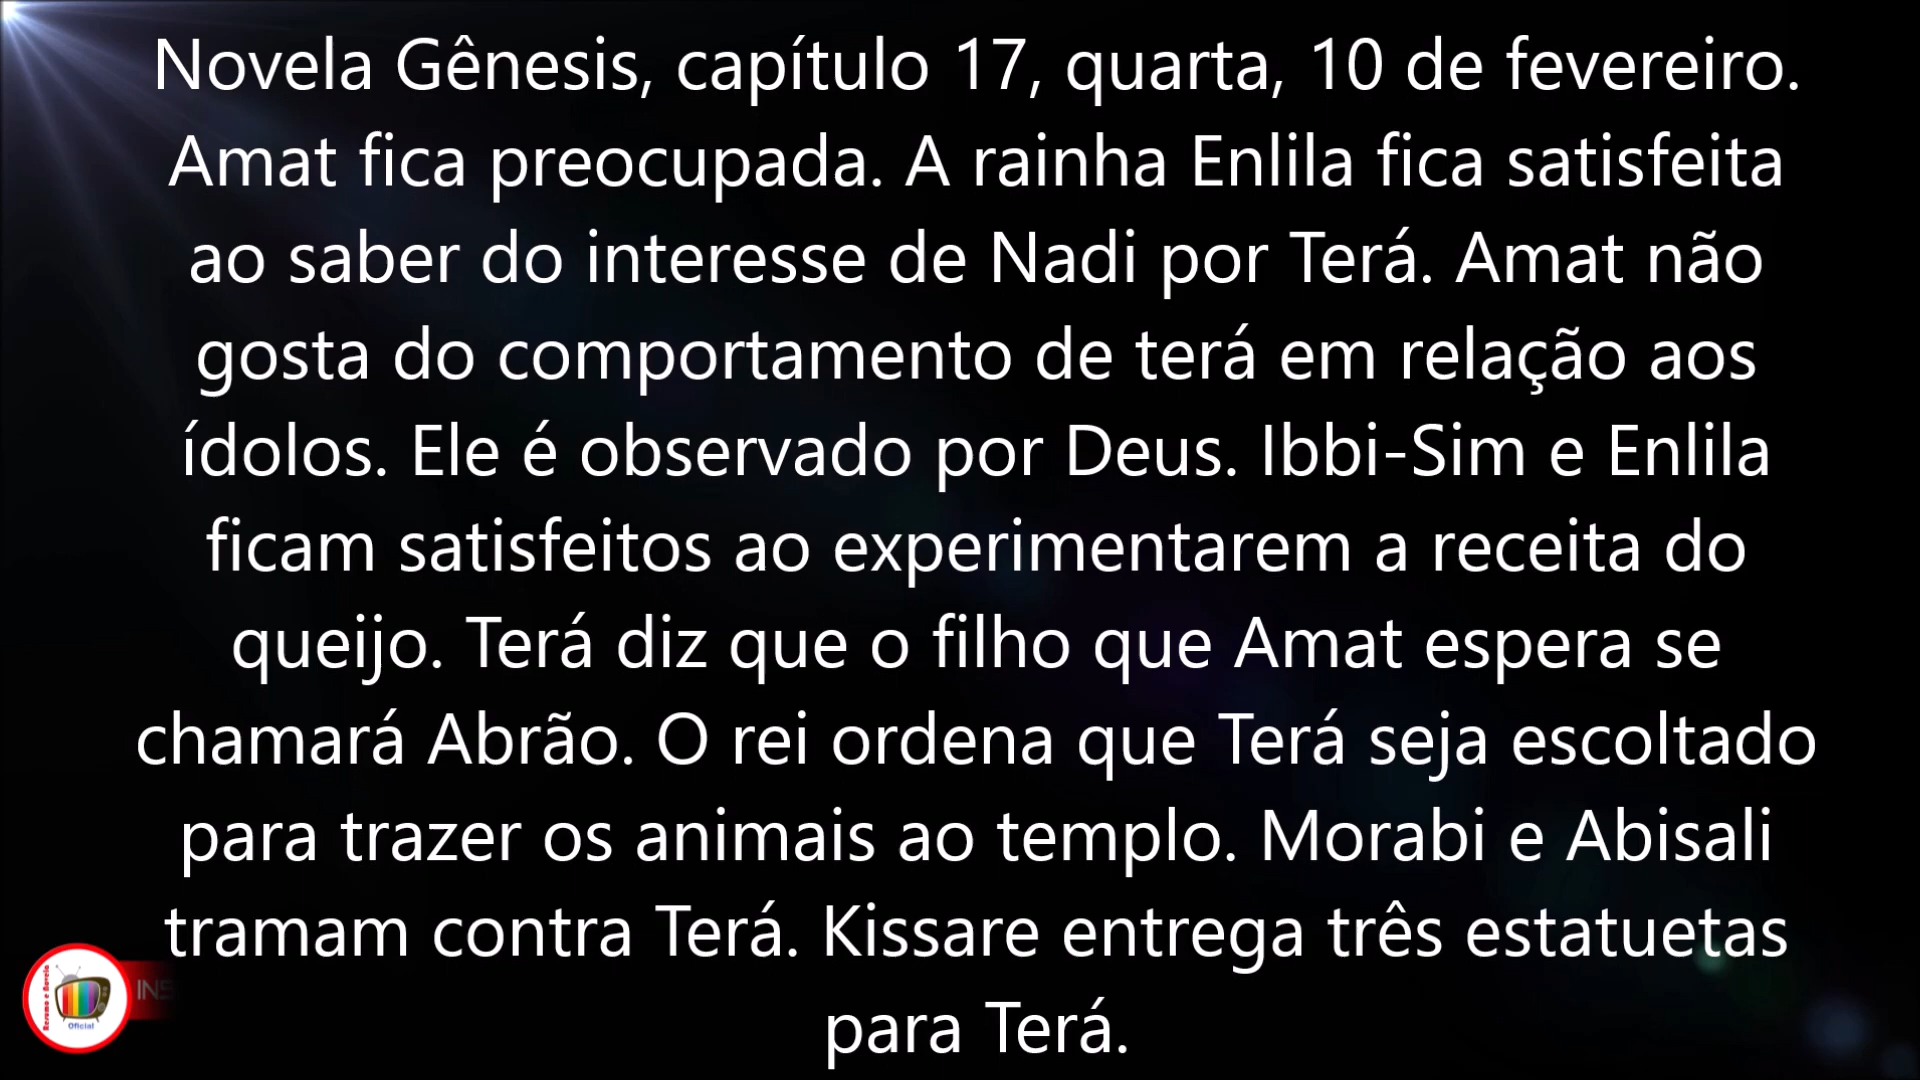 Novela Gênesis, capítulo 17, quarta, 10 de fevereiro.
Amat fica preocupada. A rainha Enlila fica satisfeita
ao saber do interesse de Nadi por Terá. Amat não
gosta do comportamento de terá em relação aos
ídolos. Ele é observado por Deus. Ibbi-Sim e Enlila
ficam satisfeitos ao experimentarem a receita do
queijo. Terá diz que o filho que Amat espera se
chamará Abrão. O rei ordena que Terá seja escoltado
para trazer os animais ao templo. Morabi e Abisali
tramam contra Terá. Kissare entrega três estatuetas
para Terá.
Resumo e Novela
Oficial
INS